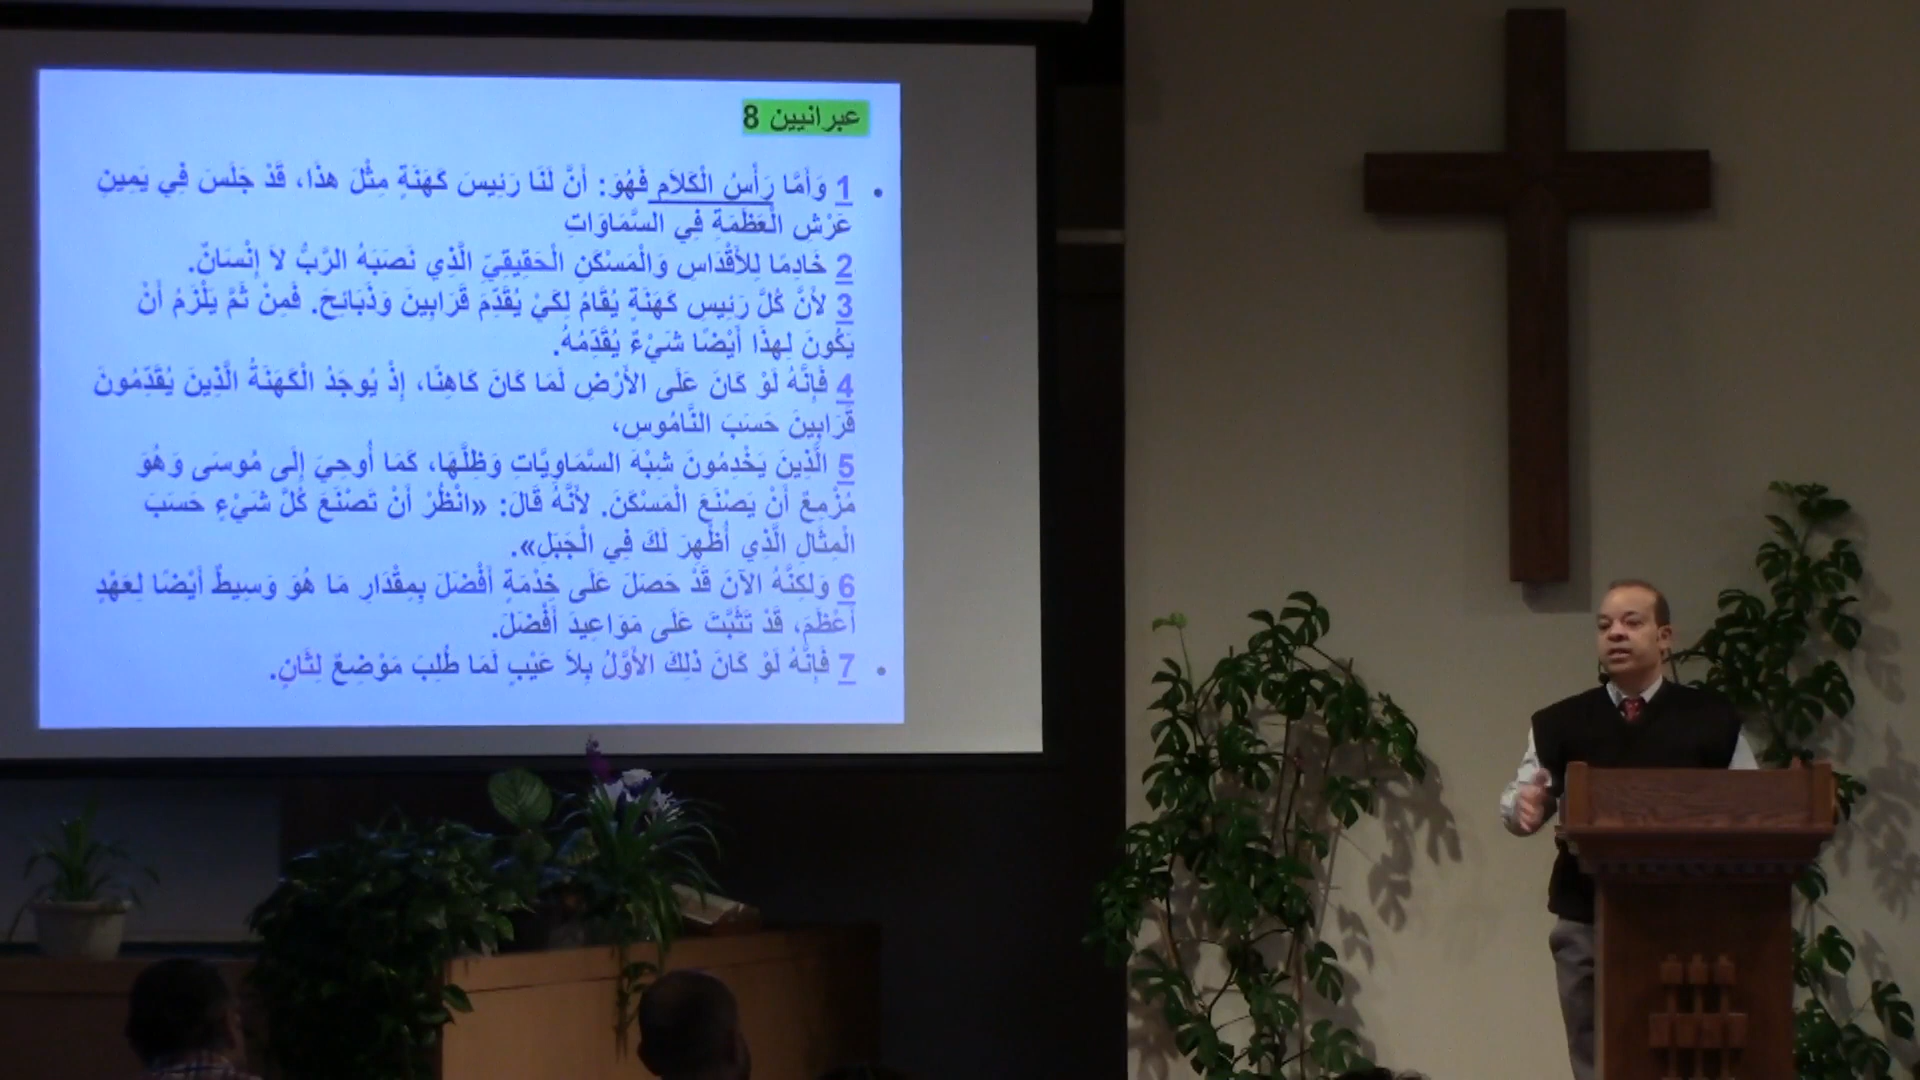 عبرانيين 8
• 1 وَأَمَّا رَأْسُ الْكَلاَمِ فَهُوَ: أَنَّ لَنَا رَئِيسَ كَهَنَةٍ مِثْلَ هذَا، قَدْ جَلَسَ فِي يَمِينِ
عَرْشِ الْعَظَمَةِ فِي السَّمَاوَاتِ
2 خَادِمًا لِلأَقْدَاسِ وَالْمَسْكَنِ الْحَقِيقِيِّ الَّذِي نَصَبَهُ الرَّبُّ لاَ إِنْسَانٌ.
3 لأَنَّ كُلَّ رَئِيسِ كَهَنَةٍ يُقَامُ لِكَيْ يُقَدِّمَ قَرَابِينَ وَذَبَائِحَ. فَمِنْ ثَمَّ يَلْزَمُ أَنْ
يَكُونَ لِهذَا أَيْضًا شَيْءٌ يُقَدِّمُهُ.
4 فَإِنَّهُ لَوْ كَانَ عَلَى الأَرْضِ لَمَا كَانَ كَاهِنًا، إِذْ يُوجَدُ الْكَهَنَةُ الَّذِينَ يُقَدِّمُونَ
قَرَابِينَ حَسَبَ النَّامُوسِ،
5 الَّذِينَ يَخْدِمُونَ شِبْهَ السَّمَاوِيَّاتِ وَظِلَّهَا، كَمَا أُوحِيَ إِلَى مُوسَى وَهُوَ
مُزْمِعٌ أَنْ يَصْنَعَ الْمَسْكَنَ. لأَنَّهُ قَالَ: «انْظُرْ أَنْ تَصْنَعَ كُلَّ شَيْءٍ حَسَبَ
الْمِثَالِ الَّذِي أُظْهِرَ لَكَ فِي الْجَبَلِ».
6 وَلكِنَّهُ الآنَ قَدْ حَصَلَ عَلَى خِدْمَةٍ أَفْضَلَ بِمِقْدَارِ مَا هُوَ وَسِيطٌ أَيْضًا لِعَهْدٍ
أَعْظَمَ، قَدْ تَثَبَّتَ عَلَى مَوَاعِيدَ أَفْضَلَ.
• 7 فَإِنَّهُ لَوْ كَانَ ذلِكَ الأَوَّلُ بِلاَ عَيْبٍ لَمَا طُلِبَ مَوْضِعٌ لِثَانٍ.